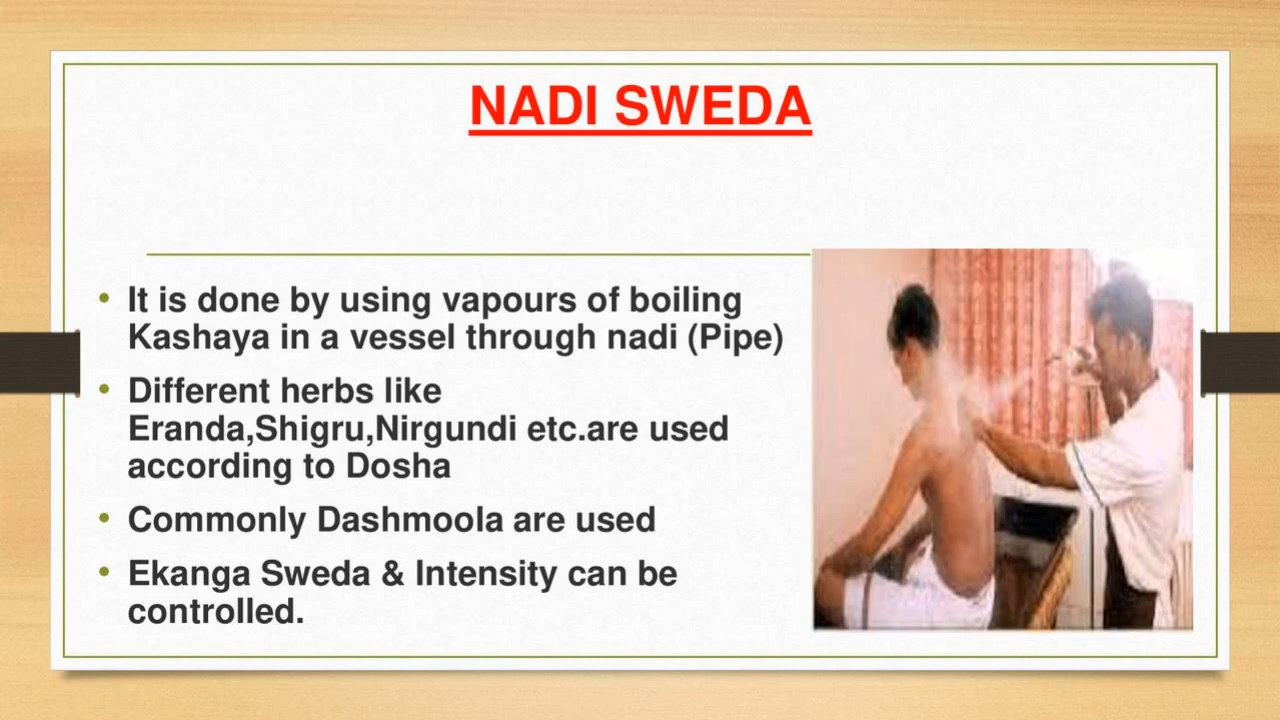 NADI SWEDA
• It is done by using vapours of boiling
Kashaya in a vessel through nadi (Pipe)
• Different herbs like
Eranda,Shigru,Nirgundi etc.are used
according to Dosha
• Commonly Dashmoola are used
• Ekanga Sweda & Intensity can be
controlled.